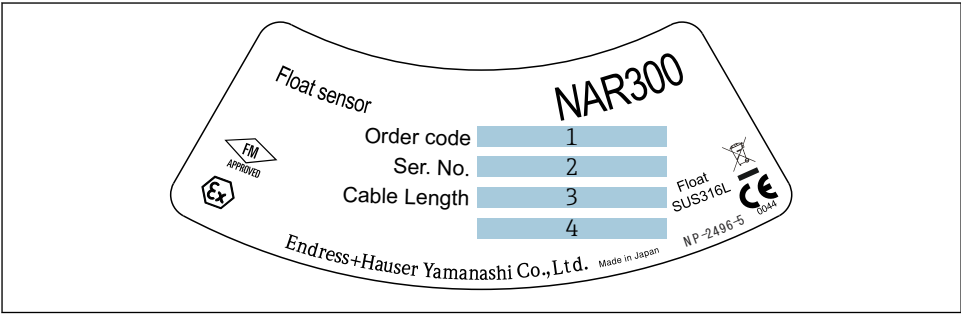 Float sensor
NAR300
Order code 1
Ser. No. 2
Cable Length 3
4
FM
APPROVED
Ex
Float
SUS316L
CE
0044
NP-2496-5
Endress+Hauser Yamanashi Co.,Ltd. Made in Japan